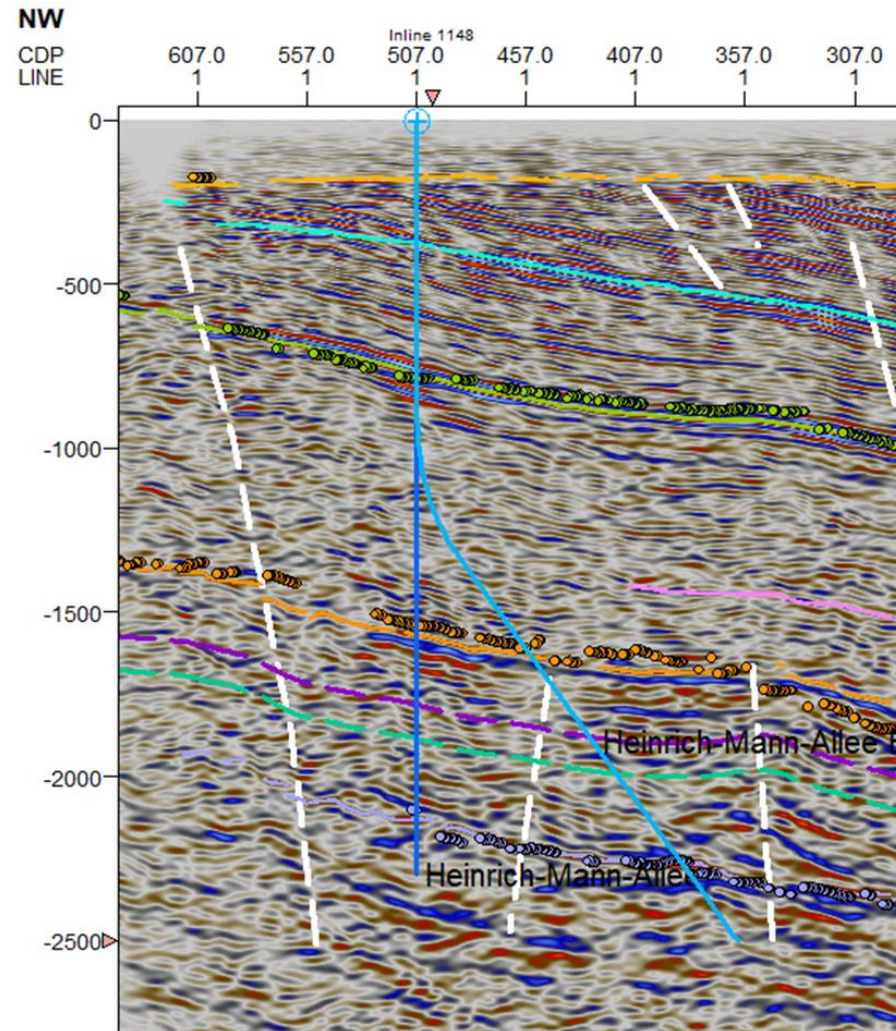 NW
Inline 1148
CDP 607.0 557.0 507.0 457.0 407.0 357.0 307.0
LINE 1 1 1 1 1 1 1
0
-500
-1000
-1500
Heinrich-Mann-Allee
-2000
Heinrich-Mann-Allee
-2500